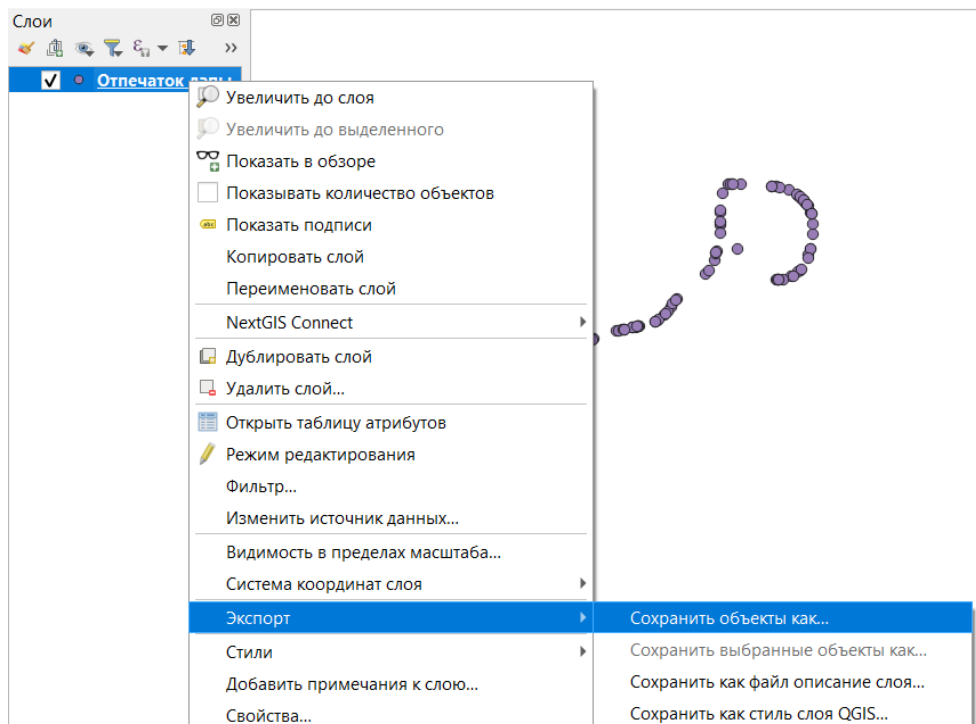 Слои
Отпечаток лапы
Увеличить до слоя
Увеличить до выделенного
Показать в обзоре
Показывать количество объектов
abc Показать подписи
Копировать слой
Переименовать слой
NextGIS Connect
Дублировать слой
Удалить слой...
Открыть таблицу атрибутов
Режим редактирования
Фильтр...
Изменить источник данных...
Видимость в пределах масштаба...
Система координат слоя
Экспорт
Стили
Добавить примечания к слою...
Свойства...
Сохранить объекты как...
Сохранить выбранные объекты как...
Сохранить как файл описание слоя...
Сохранить как стиль слоя QGIS...